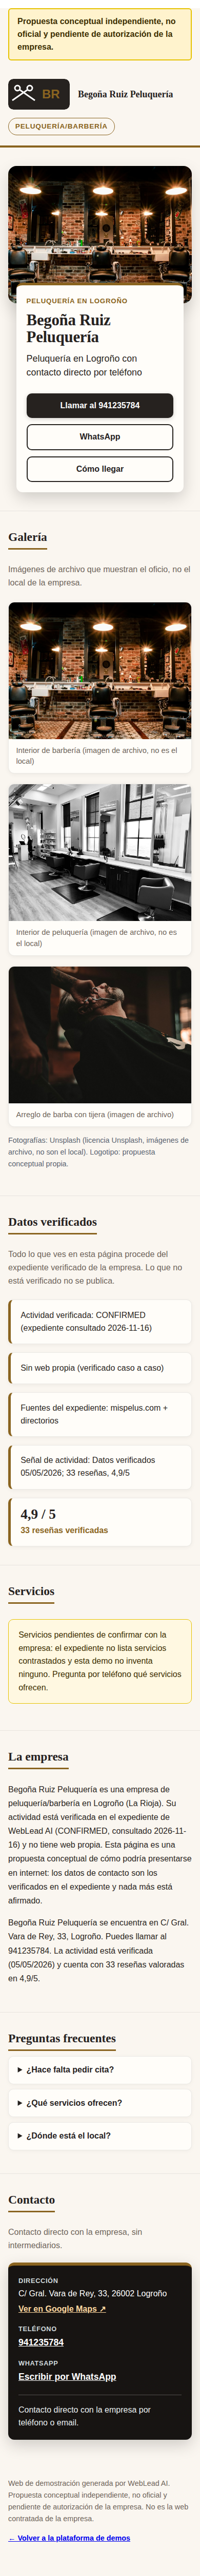 Propuesta conceptual independiente, no
oficial y pendiente de autorización de la
empresa.
BR
Begoña Ruiz Peluquería
PELUQUERÍA/BARBERÍA
PELUQUERÍA EN LOGROÑO
Begoña Ruiz
Peluquería
Peluquería en Logroño con
contacto directo por teléfono
Llamar al 941235784
WhatsApp
Cómo llegar
Galería
Imágenes de archivo que muestran el oficio, no el
local de la empresa.
Interior de barbería (imagen de archivo, no es el
local)
Interior de peluquería (imagen de archivo, no es
el local)
Arreglo de barba con tijera (imagen de archivo)
Fotografías: Unsplash (licencia Unsplash, imágenes de
archivo, no son el local). Logotipo: propuesta
conceptual propia.
Datos verificados
Todo lo que ves en esta página procede del
expediente verificado de la empresa. Lo que no
está verificado no se publica.
Actividad verificada: CONFIRMED
(expediente consultado 2026-11-16)
Sin web propia (verificado caso a caso)
Fuentes del expediente: mispelus.com +
directorios
Señal de actividad: Datos verificados
05/05/2026; 33 reseñas, 4,9/5
4,9 / 5
33 reseñas verificadas
Servicios
Servicios pendientes de confirmar con la
empresa: el expediente no lista servicios
contrastados y esta demo no inventa
ninguno. Pregunta por teléfono qué servicios
ofrecen.
La empresa
Begoña Ruiz Peluquería es una empresa de
peluquería/barbería en Logroño (La Rioja). Su
actividad está verificada en el expediente de
WebLead AI (CONFIRMED, consultado 2026-11-
16) y no tiene web propia. Esta página es una
propuesta conceptual de cómo podría presentarse
en internet: los datos de contacto son los
verificados en el expediente y nada más está
afirmado.
Begoña Ruiz Peluquería se encuentra en C/ Gral.
Vara de Rey, 33, Logroño. Puedes llamar al
941235784. La actividad está verificada
(05/05/2026) y cuenta con 33 reseñas valoradas
en 4,9/5.
Preguntas frecuentes
¿Hace falta pedir cita?
¿Qué servicios ofrecen?
¿Dónde está el local?
Contacto
Contacto directo con la empresa, sin
intermediarios.
DIRECCIÓN
C/ Gral. Vara de Rey, 33, 26002 Logroño
Ver en Google Maps ↗
TELÉFONO
941235784
WHATSAPP
Escribir por WhatsApp
Contacto directo con la empresa por
teléfono o email.
Web de demostración generada por WebLead AI.
Propuesta conceptual independiente, no oficial y
pendiente de autorización de la empresa. No es la web
contratada de la empresa.
← Volver a la plataforma de demos